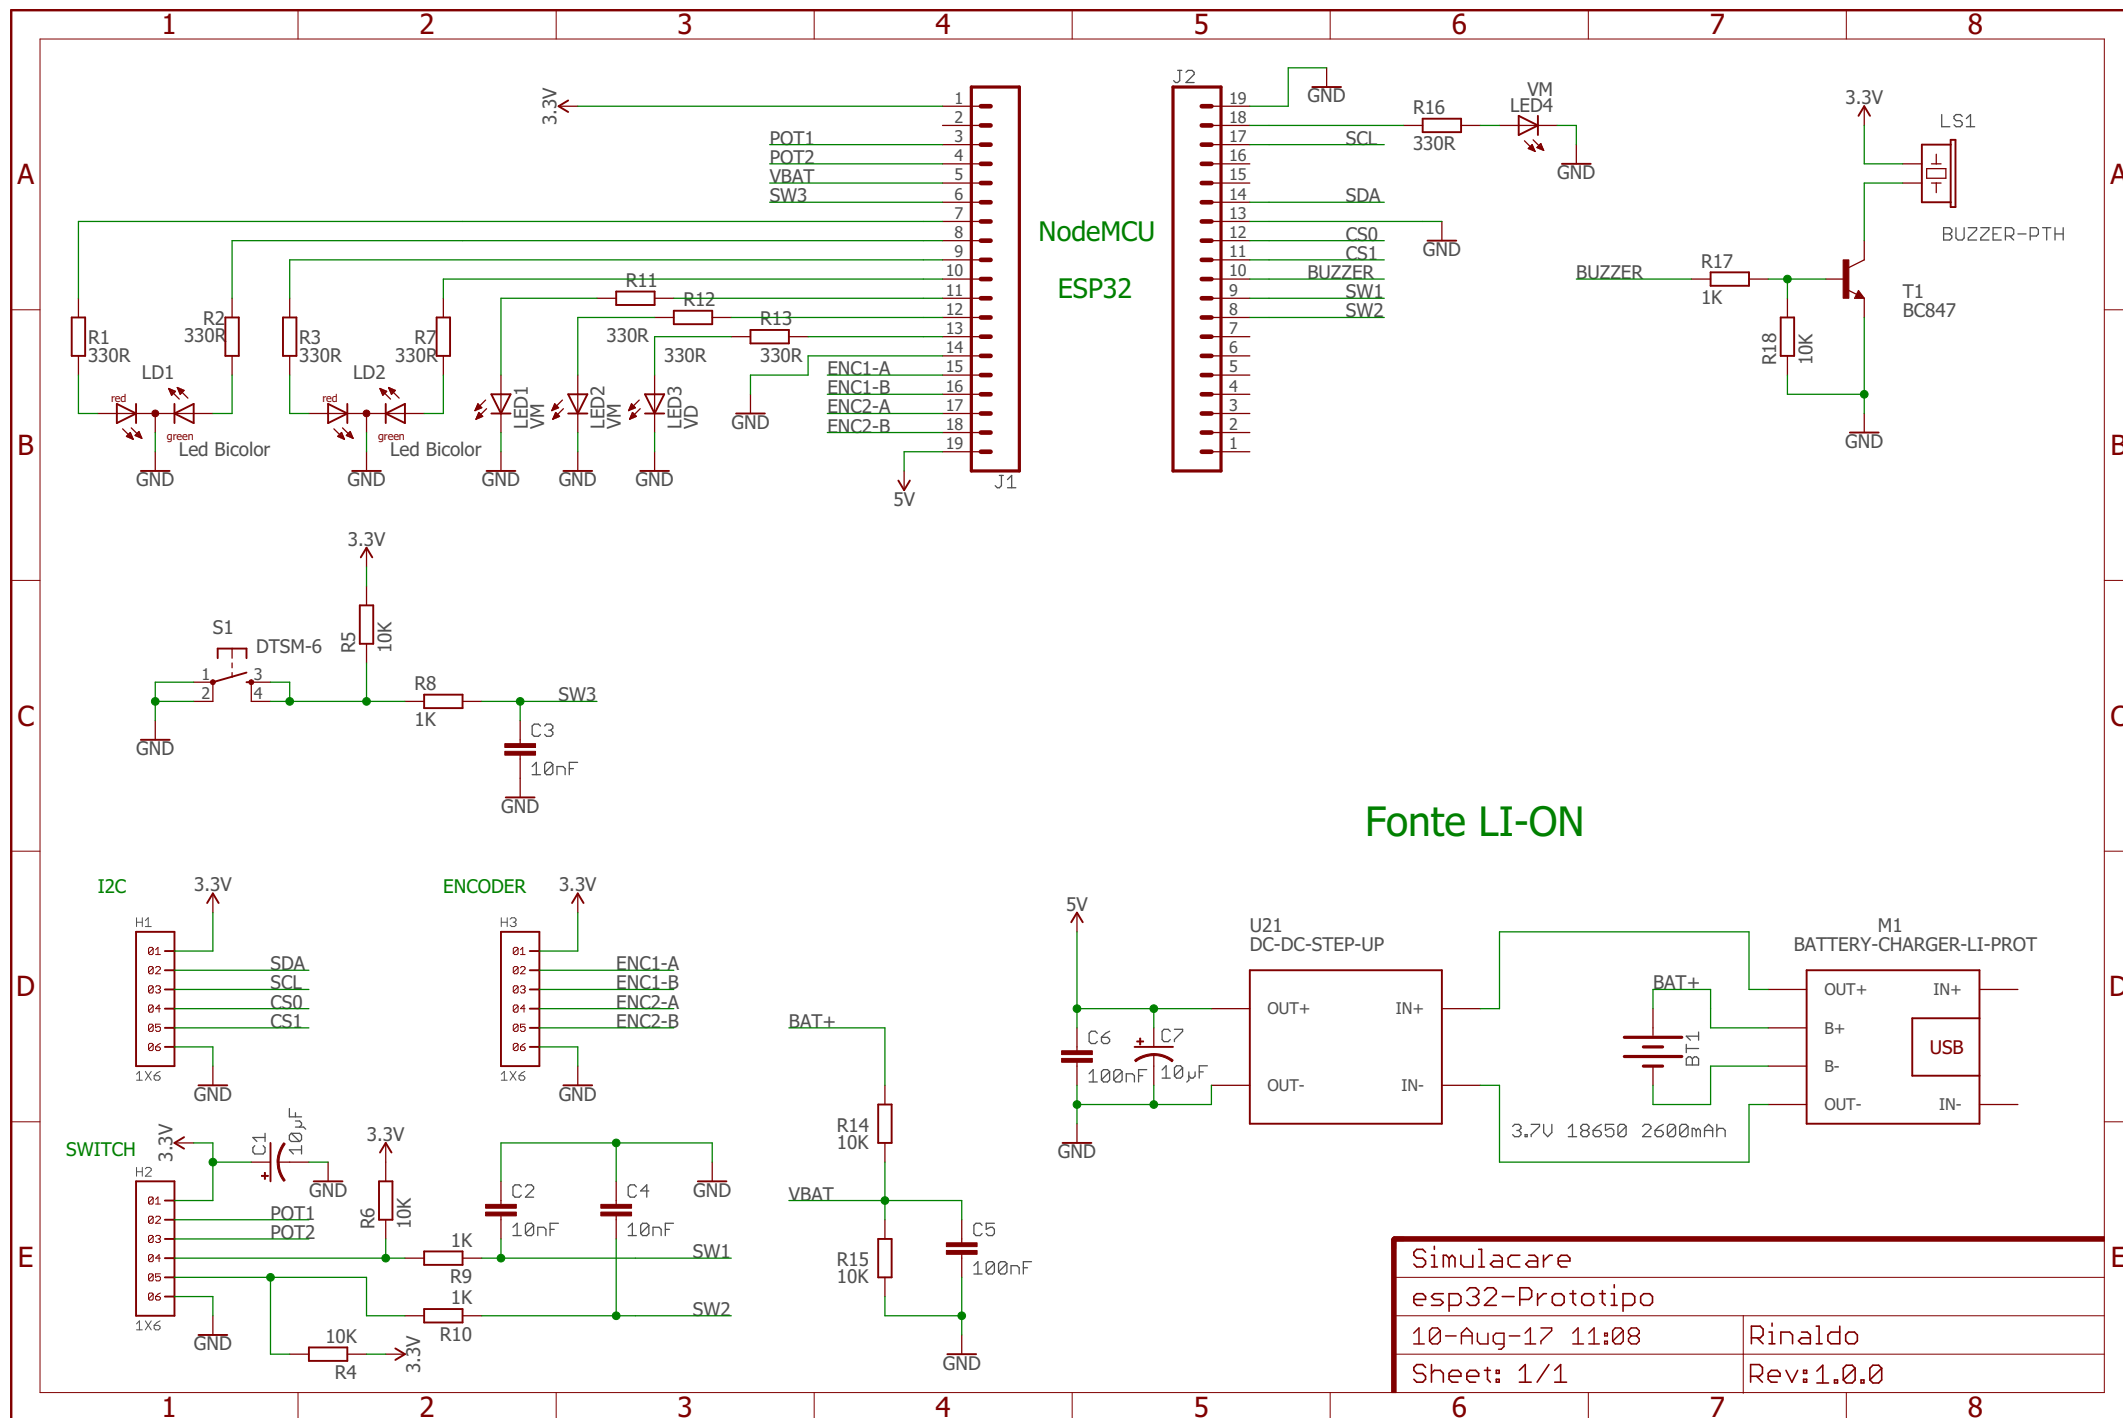 1 2 3 4 5 6 7 8
A
A
B
B
C
C
D
D
E
E
3.3V
POT1
POT2
VBAT
SW3
1
2
3
4
5
6
7
8
9
10
11
12
13
14
15
16
17
18
19
J1
NodeMCU
ESP32
J2
19
18
17
16
15
14
13
12
11
10
9
8
7
6
5
4
3
2
1
GND
SCL
SDA
GND
CS0
CS1
BUZZER
SW1
SW2
R16
330R
VM
LED4
GND
3.3V
LS1
BUZZER-PTH
BUZZER
R17
1K
R18
10K
T1
BC847
GND
R1
330R
R2
330R
LD1
red
green
Led Bicolor
GND
R3
330R
R7
330R
LD2
red
green
Led Bicolor
GND
R11
330R
R12
330R
R13
330R
LED1
VM
GND
LED2
VM
GND
LED3
VD
GND
GND
ENC1-A
ENC1-B
ENC2-A
ENC2-B
5V
3.3V
S1
DTSM-6
1
2
3
4
R5
10K
R8
1K
SW3
C3
10nF
GND
GND
Fonte LI-ON
I2C
3.3V
H1
01
02
03
04
05
06
SDA
SCL
CS0
CS1
1X6
GND
ENCODER
3.3V
H3
01
02
03
04
05
06
ENC1-A
ENC1-B
ENC2-A
ENC2-B
1X6
GND
BAT+
R14
10K
VBAT
R15
10K
C5
100nF
GND
5V
C6
100nF
C7
10µF
GND
U21
DC-DC-STEP-UP
OUT+
IN+
OUT-
IN-
BAT+
BT1
3.7V 18650 2600mAh
M1
BATTERY-CHARGER-LI-PROT
OUT+
IN+
B+
USB
B-
OUT-
IN-
SWITCH
3.3V
C1
10µF
GND
H2
01
02
03
04
05
06
POT1
POT2
1X6
GND
3.3V
R6
10K
1K
R9
1K
R10
10K
R4
3.3V
C2
10nF
C4
10nF
GND
SW1
SW2
Simulacare
esp32-Prototipo
10-Aug-17 11:08
Rinaldo
Sheet: 1/1
Rev:1.0.0
1 2 3 4 5 6 7 8